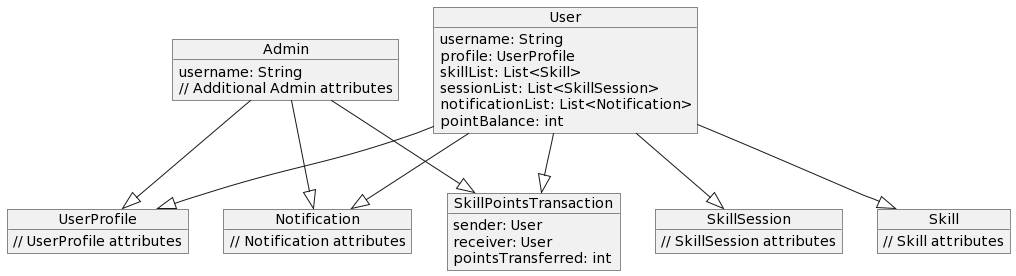 Admin
username: String
// Additional Admin attributes
User
username: String
profile: UserProfile
skillList: List<Skill>
sessionList: List<SkillSession>
notificationList: List<Notification>
pointBalance: int
UserProfile
// UserProfile attributes
Notification
// Notification attributes
SkillPointsTransaction
sender: User
receiver: User
pointsTransferred: int
SkillSession
// SkillSession attributes
Skill
// Skill attributes